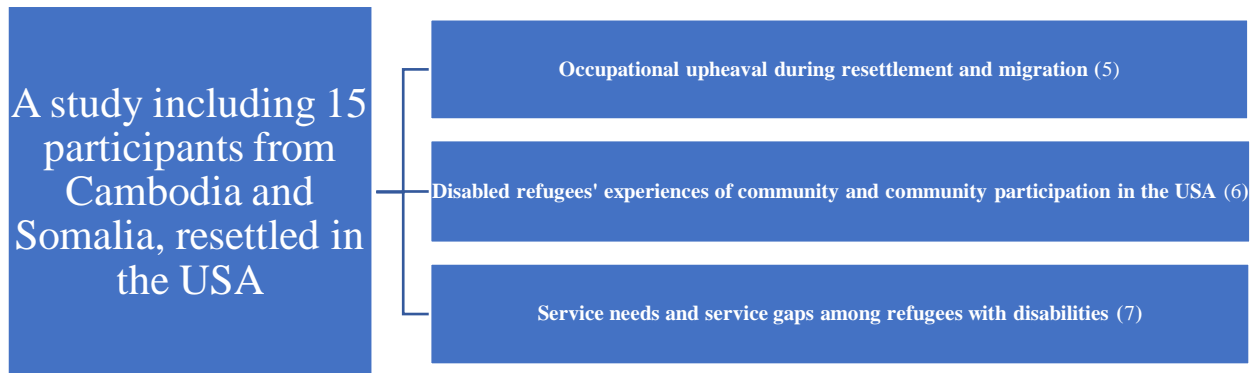 A study including 15
participants from
Cambodia and
Somalia, resettled in
the USA
Occupational upheaval during resettlement and migration (5)
Disabled refugees' experiences of community and community participation in the USA (6)
Service needs and service gaps among refugees with disabilities (7)